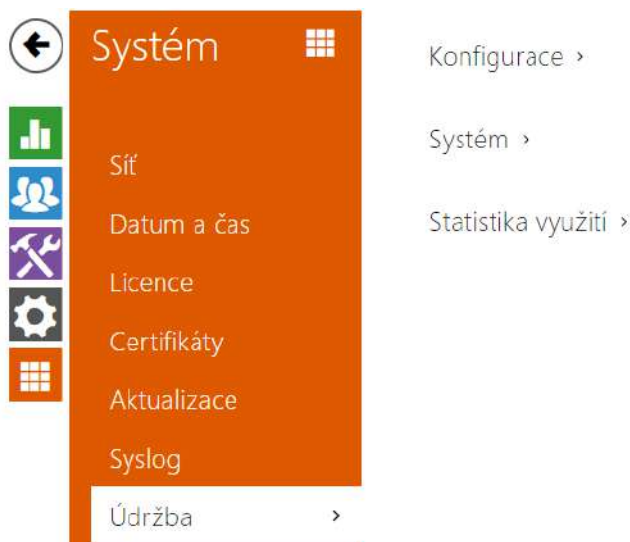 Systém
Síť
Datum a čas
Licence
Certifikáty
Aktualizace
Syslog
Údržba ›
Konfigurace ›
Systém ›
Statistika využití ›